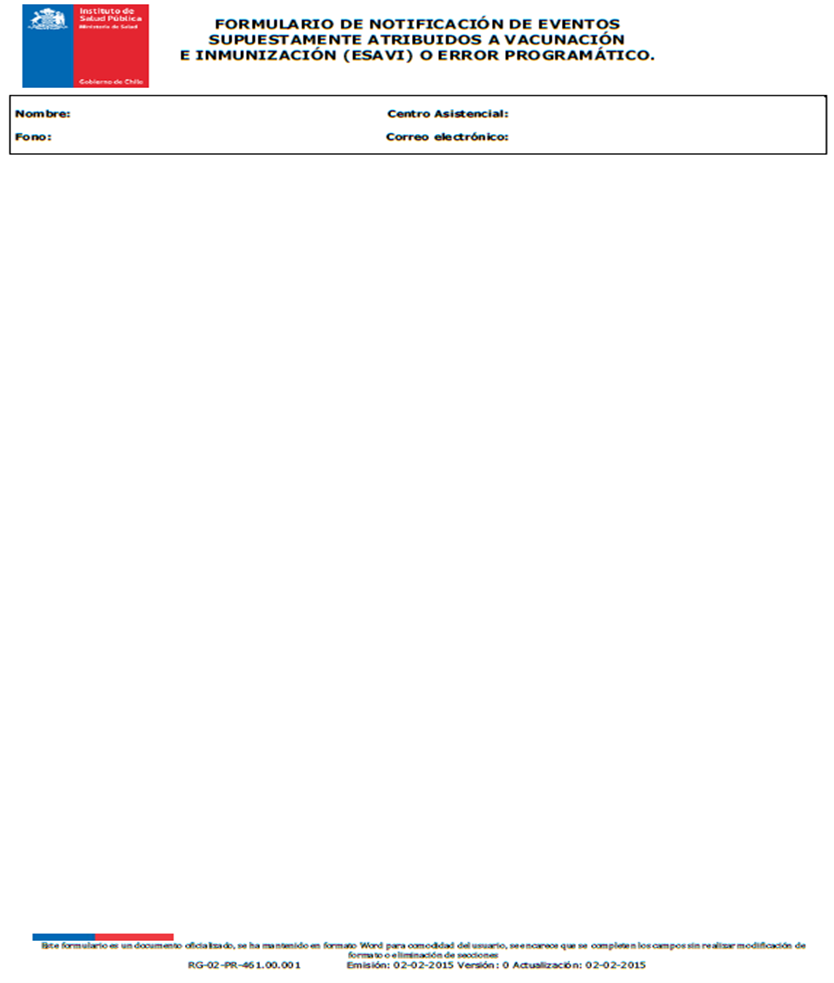 Instituto de
Salud Pública
Ministerio de Salud
Gobierno de Chile
FORMULARIO DE NOTIFICACIÓN DE EVENTOS
SUPUESTAMENTE ATRIBUIDOS A VACUNACIÓN
E INMUNIZACIÓN (ESAVI) O ERROR PROGRAMÁTICO.
Nombre: Centro Asistencial:
Fono: Correo electrónico:
Este formulario es un documento oficializado, se ha mantenido en formato Word para comodidad del usuario, se encarece que se completen los campos sin realizar modificación de
formato o eliminación de secciones
RG-02-PR-461.00.001 Emisión: 02-02-2015 Versión: 0 Actualización: 02-02-2015